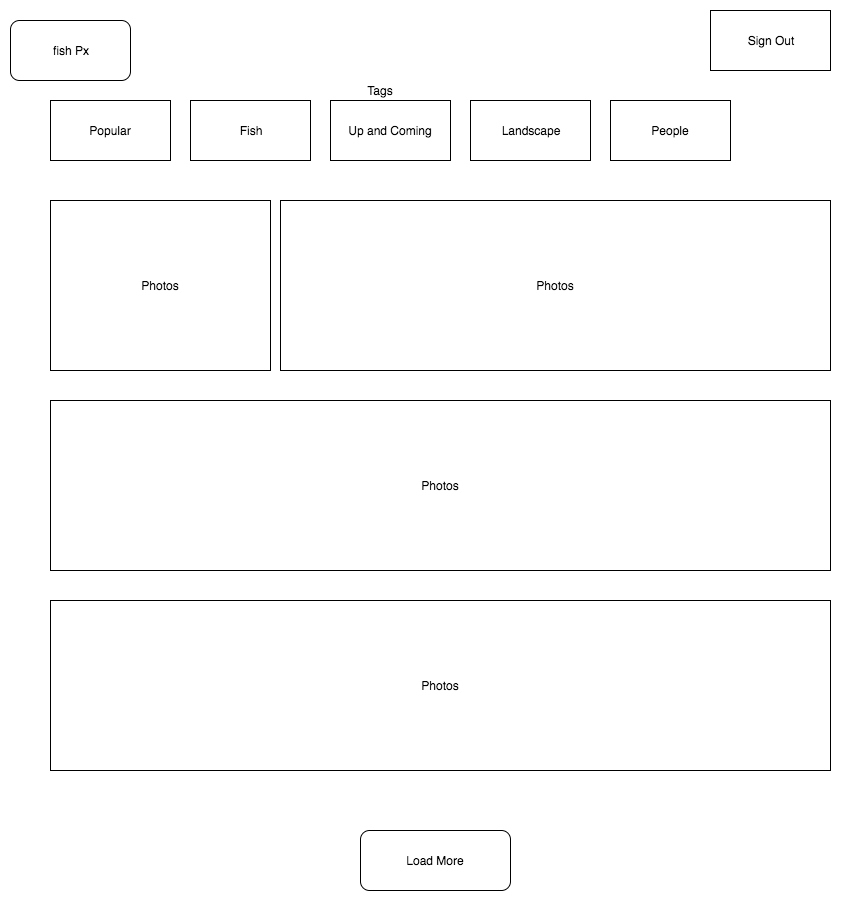 fish Px
Sign Out
Tags
Popular
Fish
Up and Coming
Landscape
People
Photos
Photos
Photos
Photos
Load More